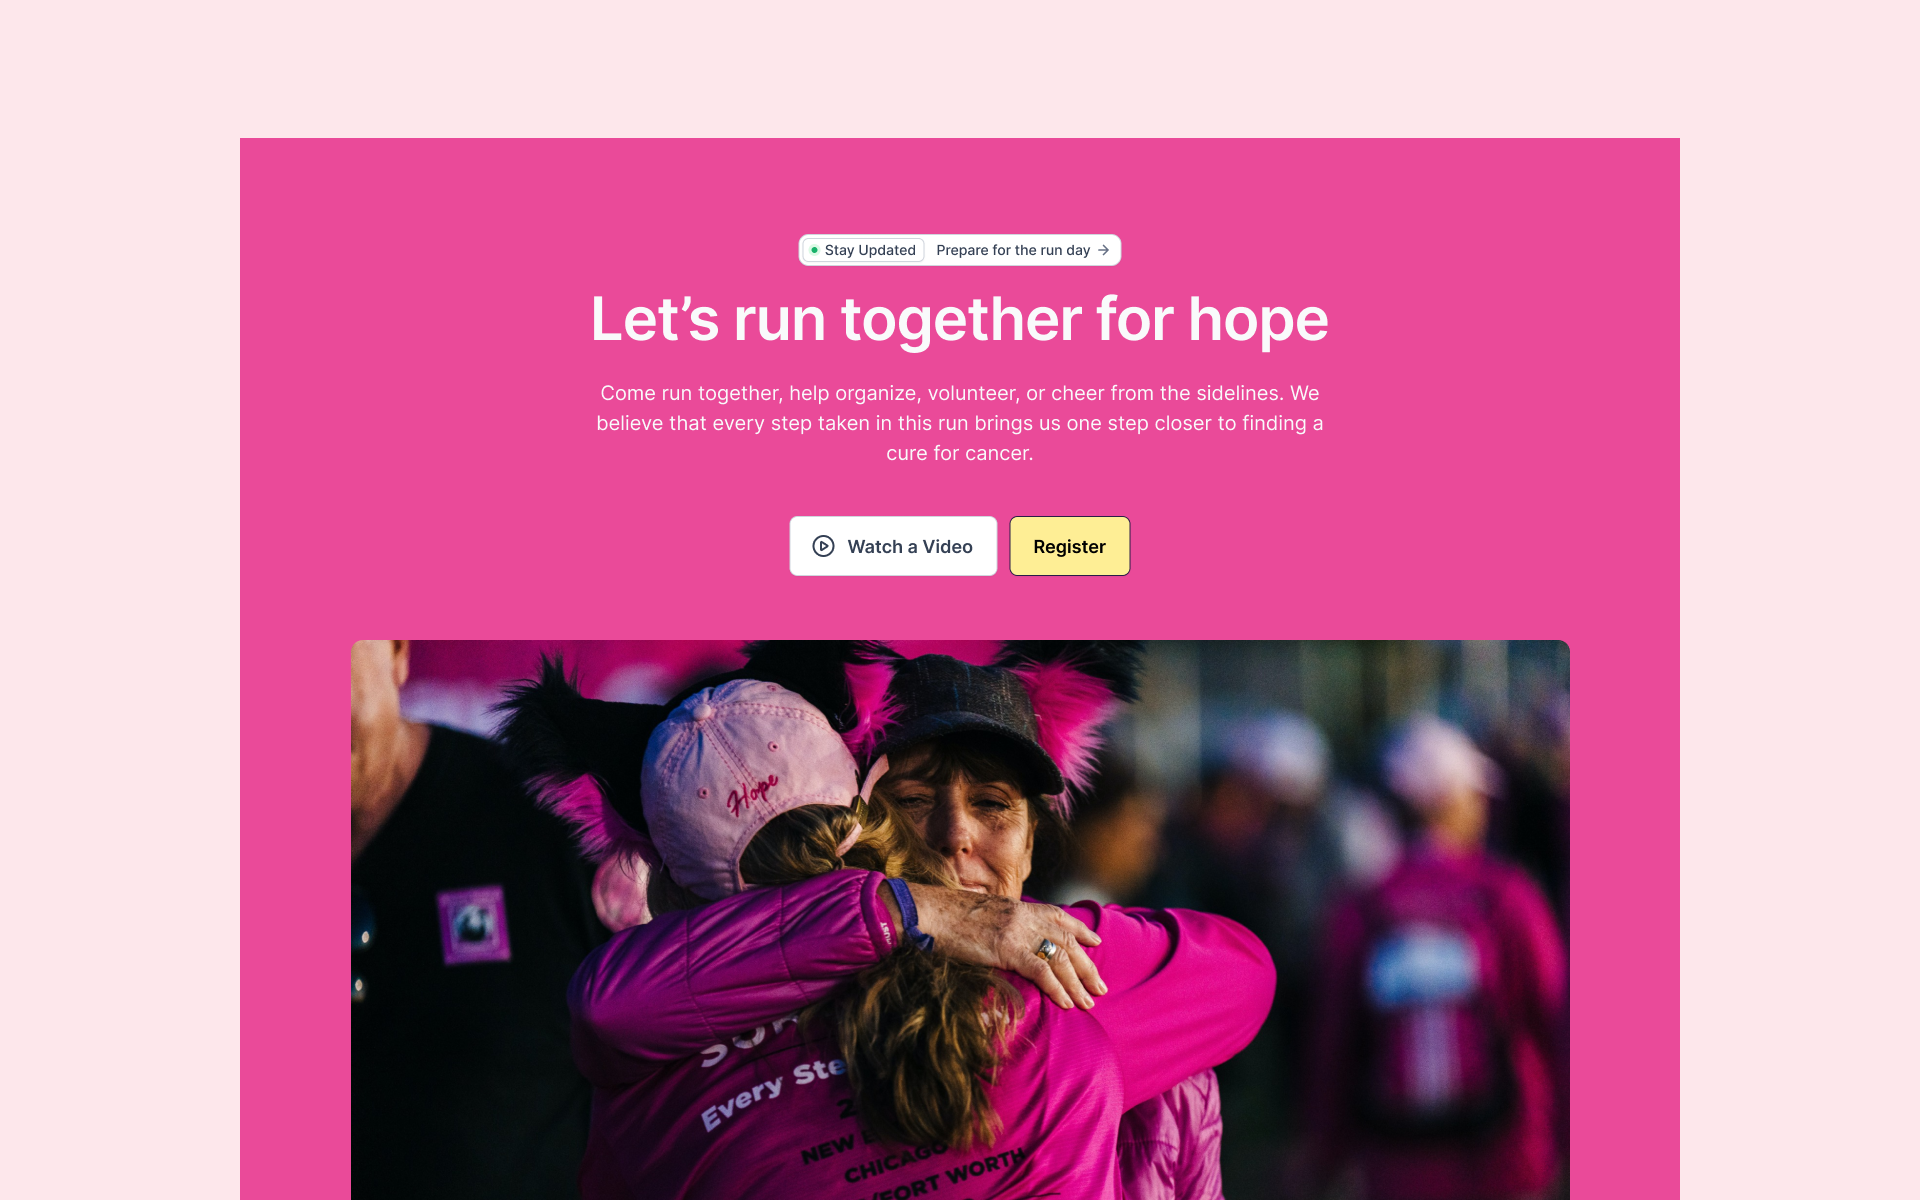 Stay Updated Prepare for the run day
Let’s run together for hope
Come run together, help organize, volunteer, or cheer from the sidelines. We
believe that every step taken in this run brings us one step closer to finding a
cure for cancer.
Watch a Video Register
Hope
Every
NEW
CHICAGO
FORT WORTH